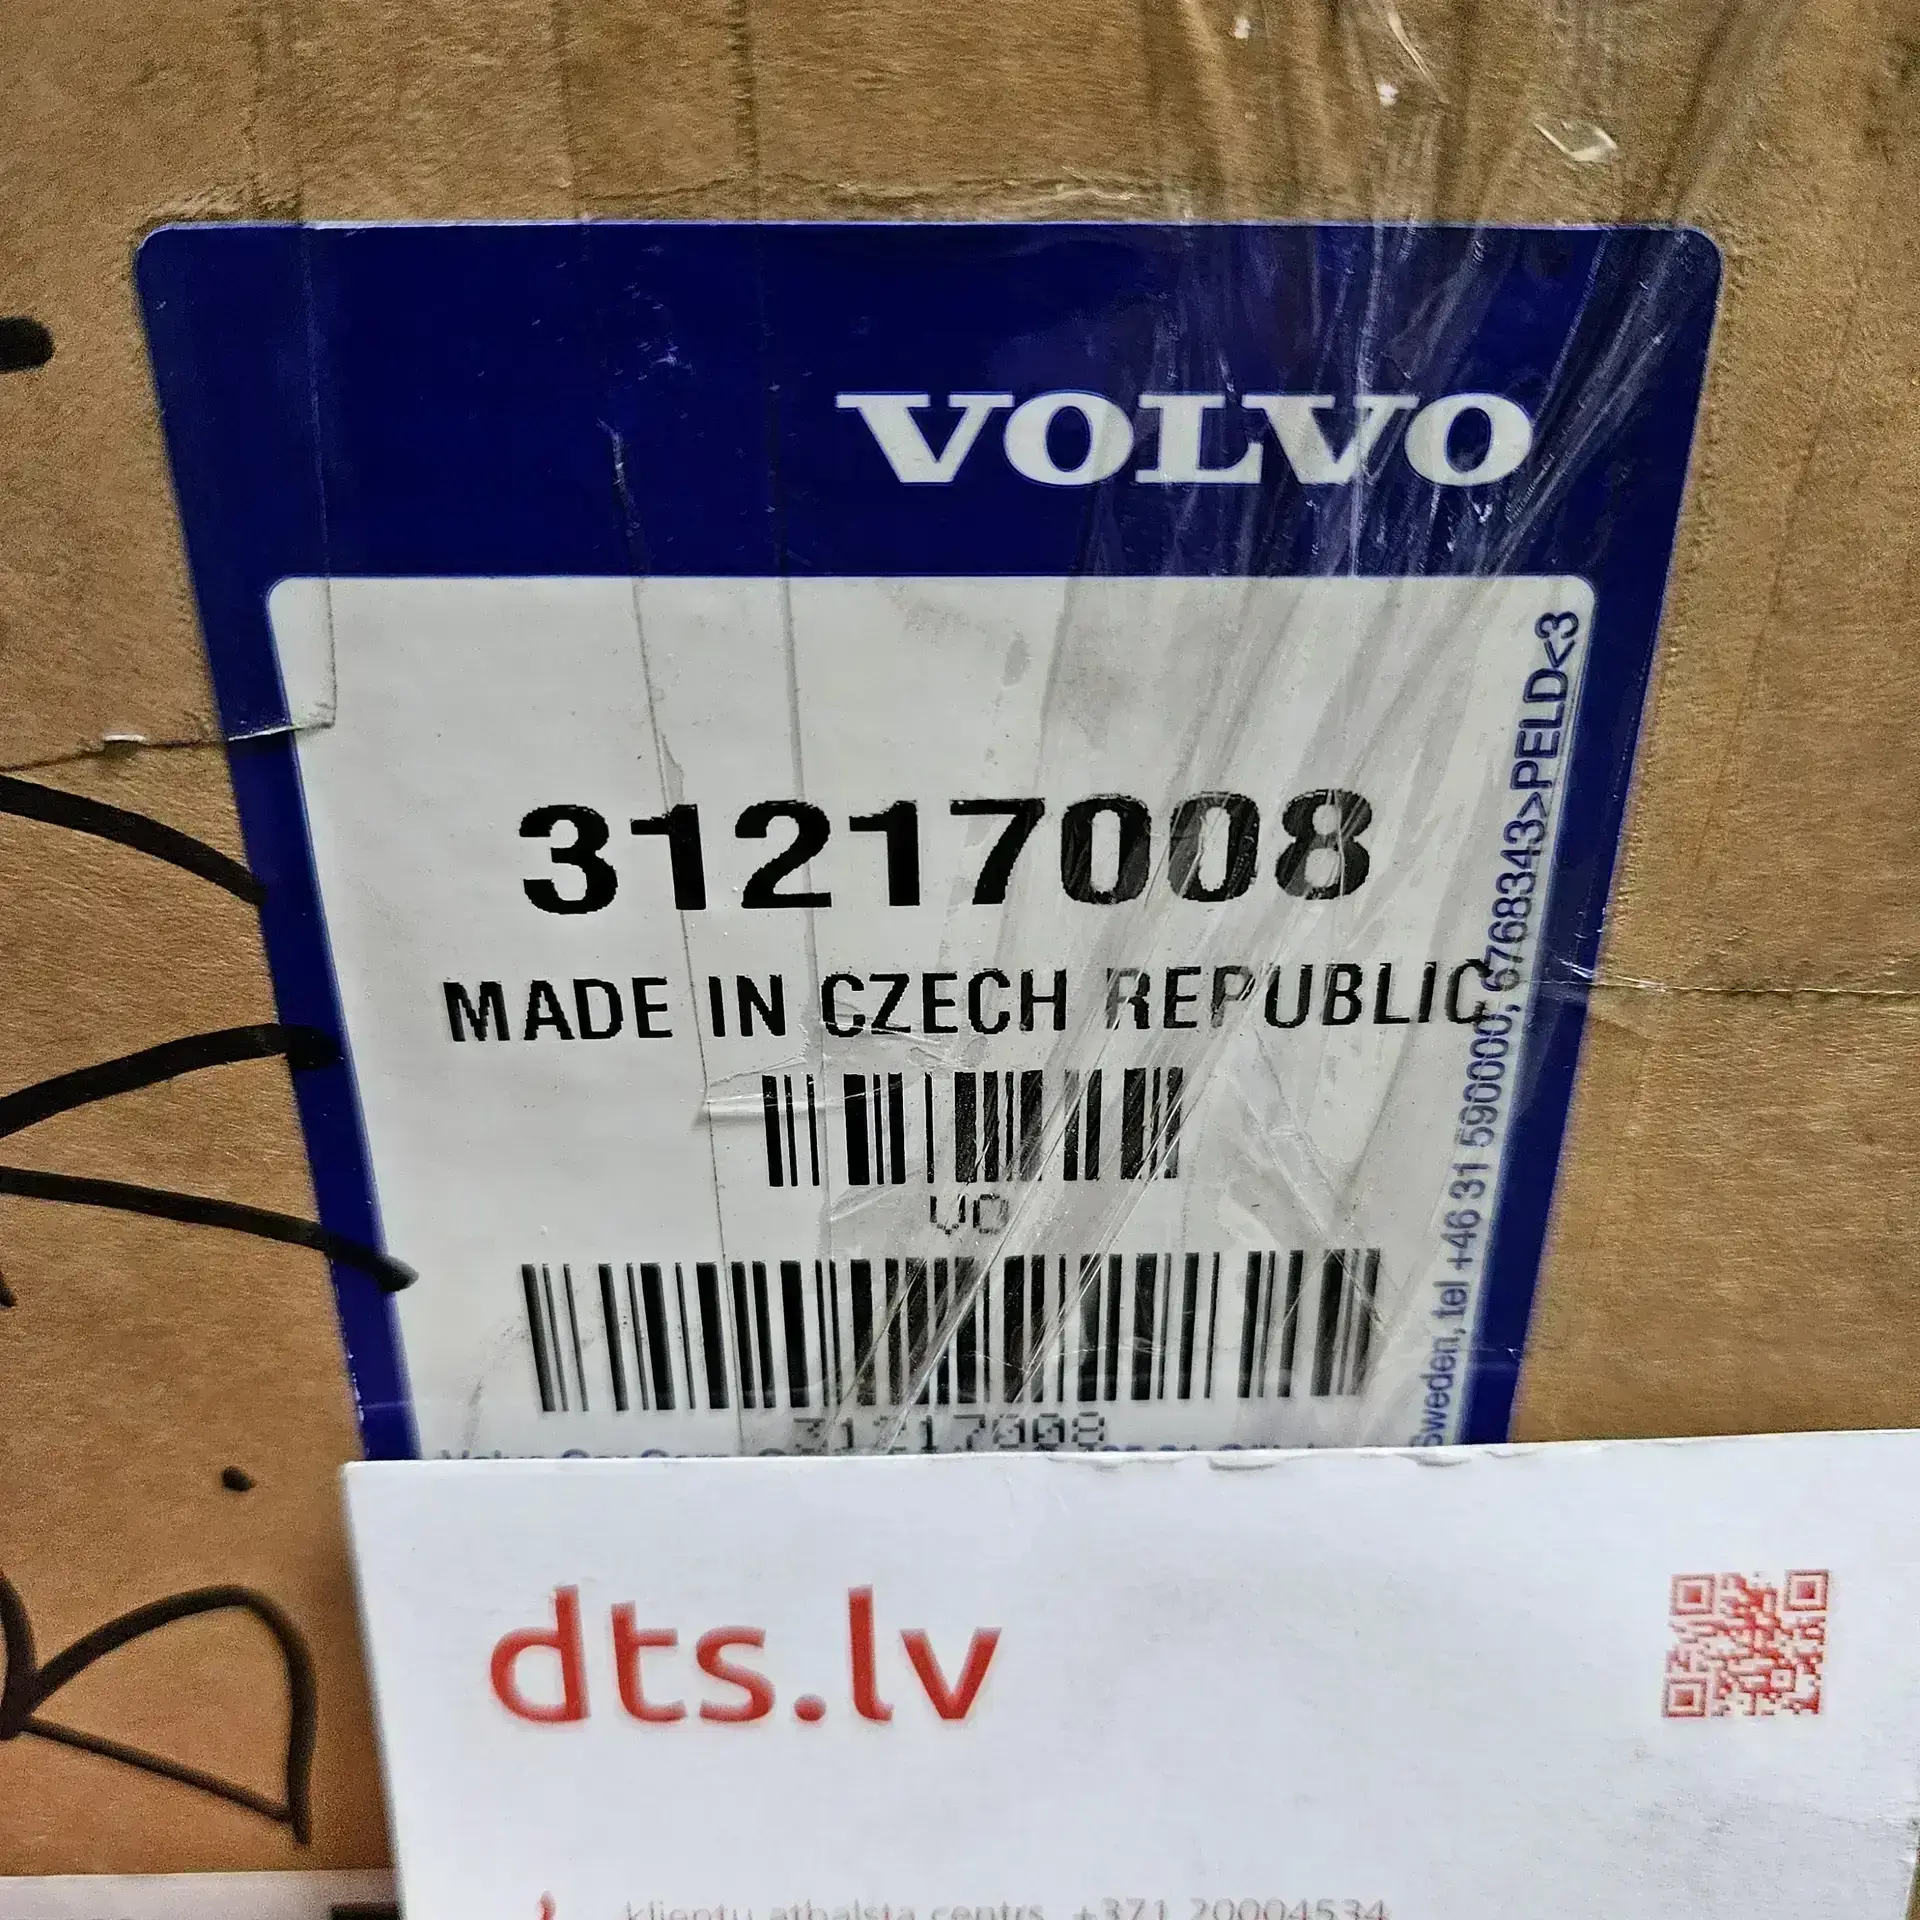 VOLVO
31217008
MADE IN CZECH REPUBLIC
VO
31217008
Sweden, tel +46 31 590000, 6768343>PELD<3
dts.lv
klientu atbalsta centrs +371 20004534